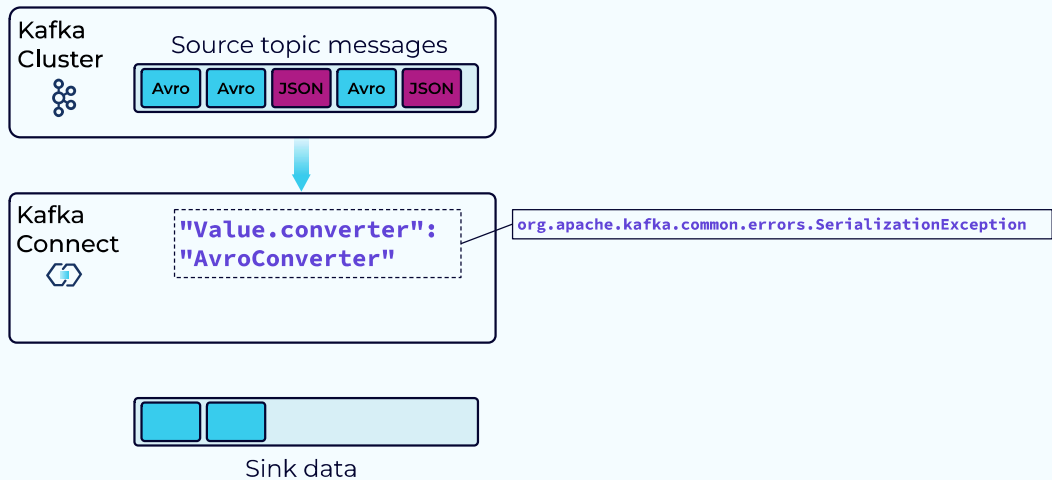 Kafka
Cluster
Source topic messages
Avro Avro JSON Avro JSON
Kafka
Connect
"Value.converter":
"AvroConverter"
org.apache.kafka.common.errors.SerializationException
Sink data